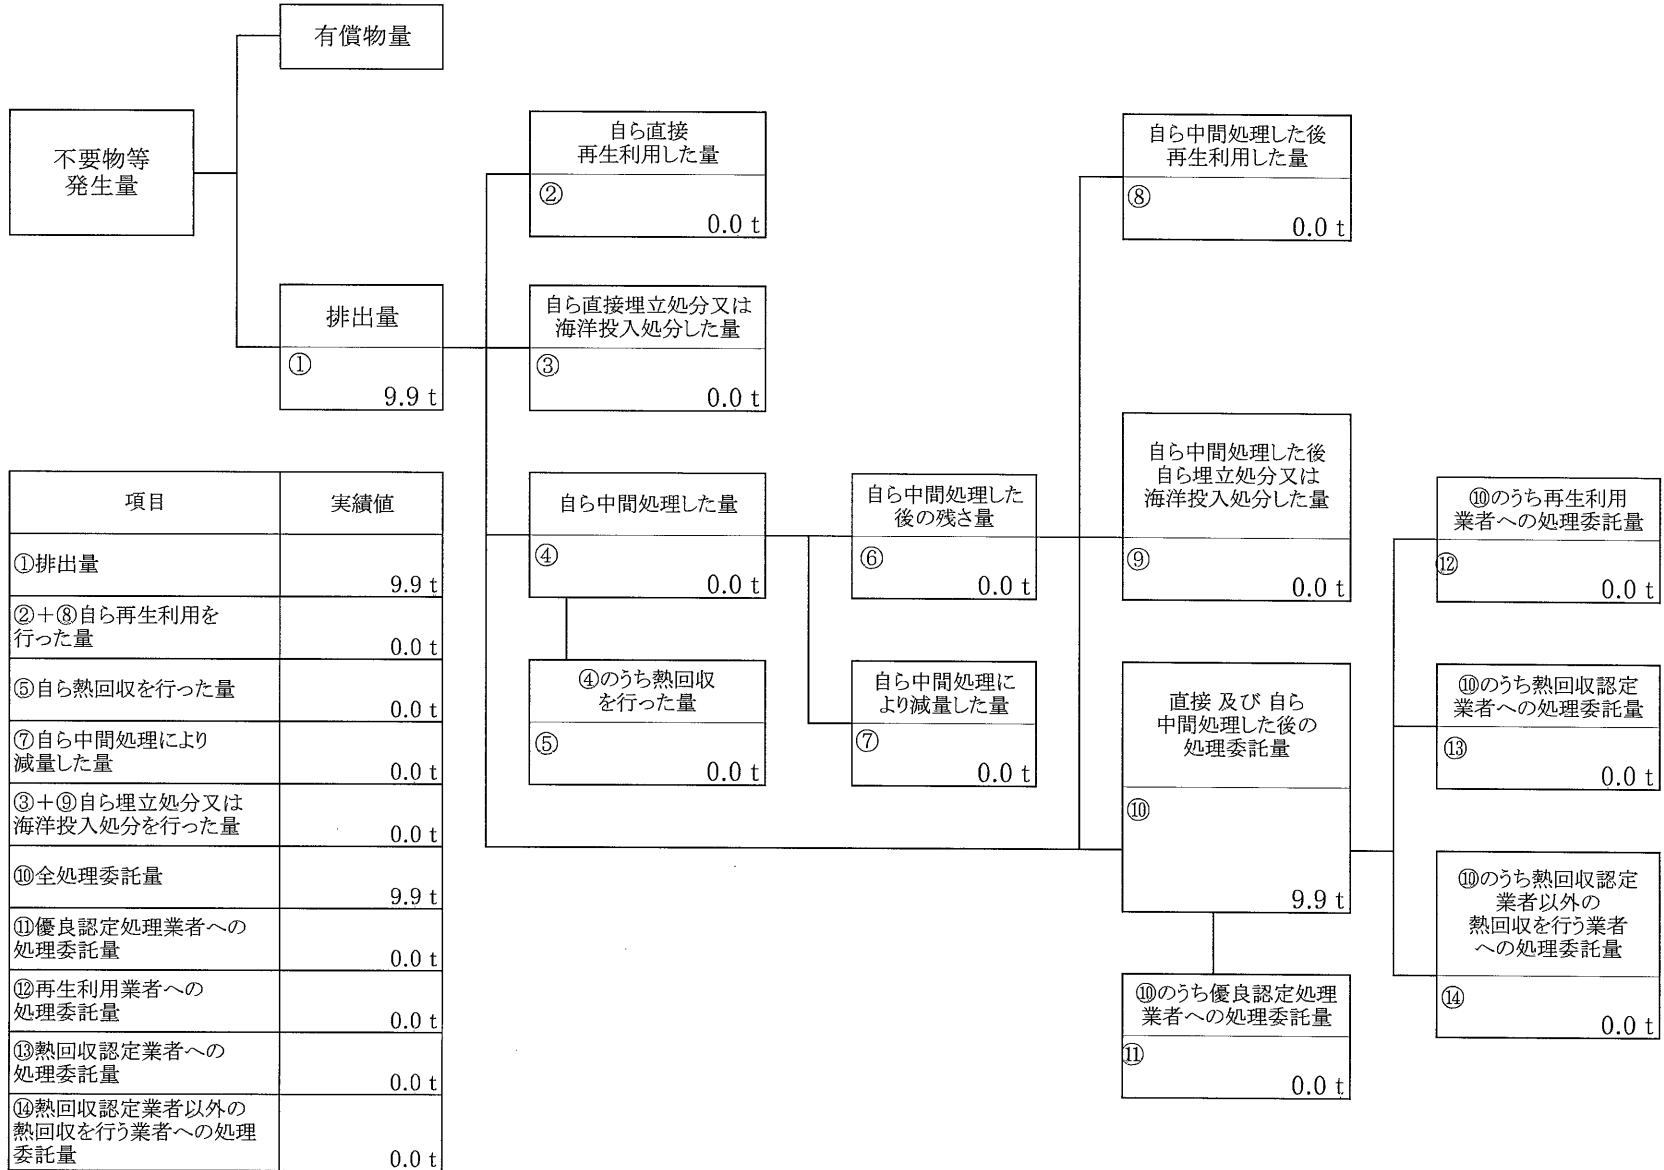 有償物量
不要物等
発生量
排出量
①
9.9 t
自ら直接
再生利用した量
②
0.0 t
自ら直接埋立処分又は
海洋投入処分した量
③
0.0 t
自ら中間処理した量
④
0.0 t
④のうち熱回収
を行った量
⑤
0.0 t
自ら中間処理した
後の残さ量
⑥
0.0 t
自ら中間処理に
より減量した量
⑦
0.0 t
自ら中間処理した後
再生利用した量
⑧
0.0 t
自ら中間処理した後
自ら埋立処分又は
海洋投入処分した量
⑨
0.0 t
直接 及び 自ら
中間処理した後の
処理委託量
⑩
9.9 t
⑩のうち優良認定処理
業者への処理委託量
⑪
0.0 t
⑩のうち再生利用
業者への処理委託量
⑫
0.0 t
⑩のうち熱回収認定
業者への処理委託量
⑬
0.0 t
⑩のうち熱回収認定
業者以外の
熱回収を行う業者
への処理委託量
⑭
0.0 t
項目 実績値
①排出量
9.9 t
②＋⑧自ら再生利用を
行った量
0.0 t
⑤自ら熱回収を行った量
0.0 t
⑦自ら中間処理により
減量した量
0.0 t
③＋⑨自ら埋立処分又は
海洋投入処分を行った量
0.0 t
⑩全処理委託量
9.9 t
⑪優良認定処理業者への
処理委託量
0.0 t
⑫再生利用業者への
処理委託量
0.0 t
⑬熱回収認定業者への
処理委託量
0.0 t
⑭熱回収認定業者以外の
熱回収を行う業者への処理
委託量
0.0 t